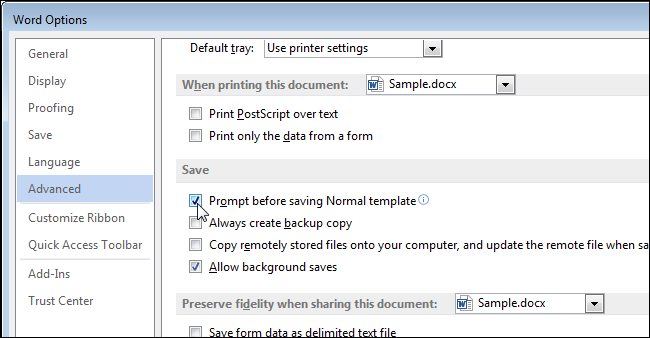 Word Options
General
Display
Proofing
Save
Language
Advanced
Customize Ribbon
Quick Access Toolbar
Add-Ins
Trust Center
Default tray: Use printer settings
When printing this document: Sample.docx
Print PostScript over text
Print only the data from a form
Save
Prompt before saving Normal template
Always create backup copy
Copy remotely stored files onto your computer, and update the remote file when sa
Allow background saves
Preserve fidelity when sharing this document: Sample.docx
Save form data as delimited text file